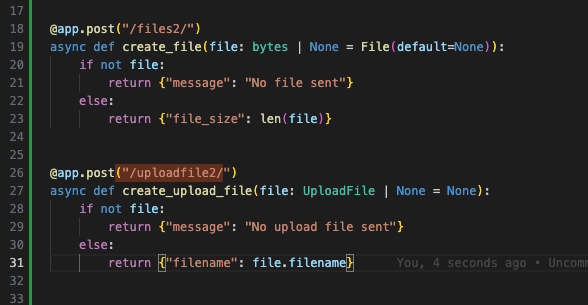 17
18 @app.post("/files2/")
19 async def create_file(file: bytes | None = File(default=None)):
20     if not file:
21         return {"message": "No file sent"}
22     else:
23         return {"file_size": len(file)}
24
25
26 @app.post("/uploadfile2/")
27 async def create_upload_file(file: UploadFile | None = None):
28     if not file:
29         return {"message": "No upload file sent"}
30     else:
31         return {"filename": file.filename}    You, 4 seconds ago • Uncomm
32
33